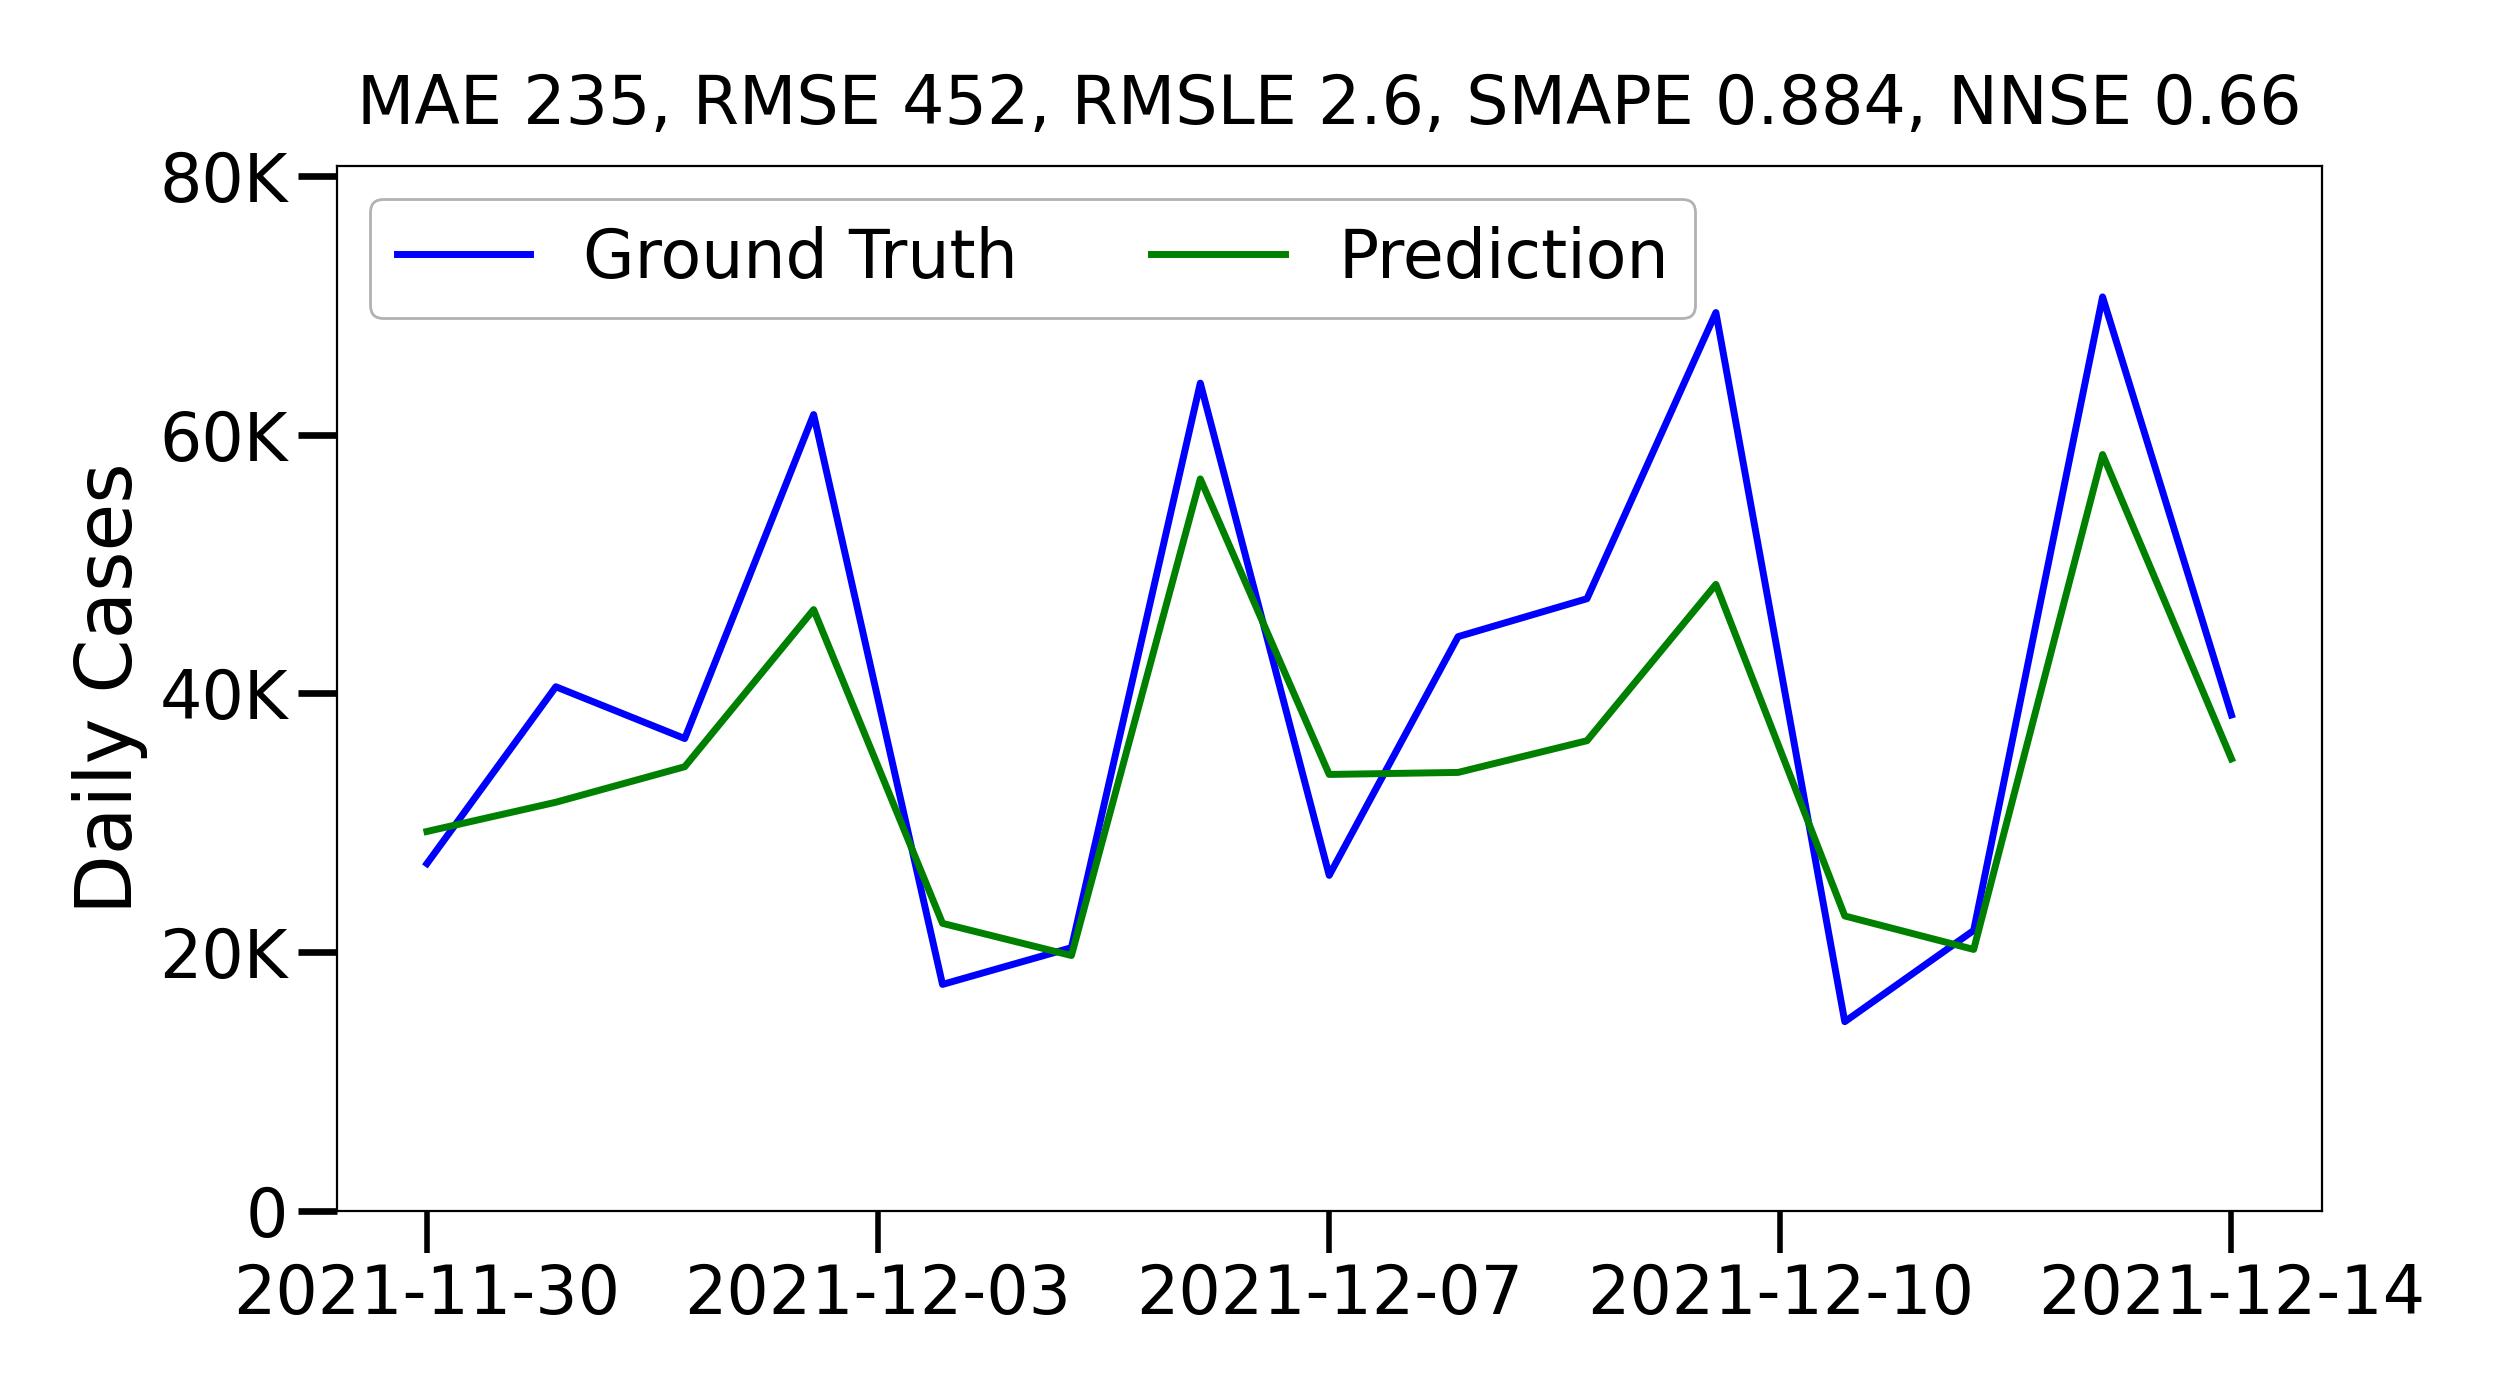 MAE 235, RMSE 452, RMSLE 2.6, SMAPE 0.884, NNSE 0.66
80K
Ground Truth Prediction
60K
40K
20K
0
Daily Cases
2021-11-30 2021-12-03 2021-12-07 2021-12-10 2021-12-14